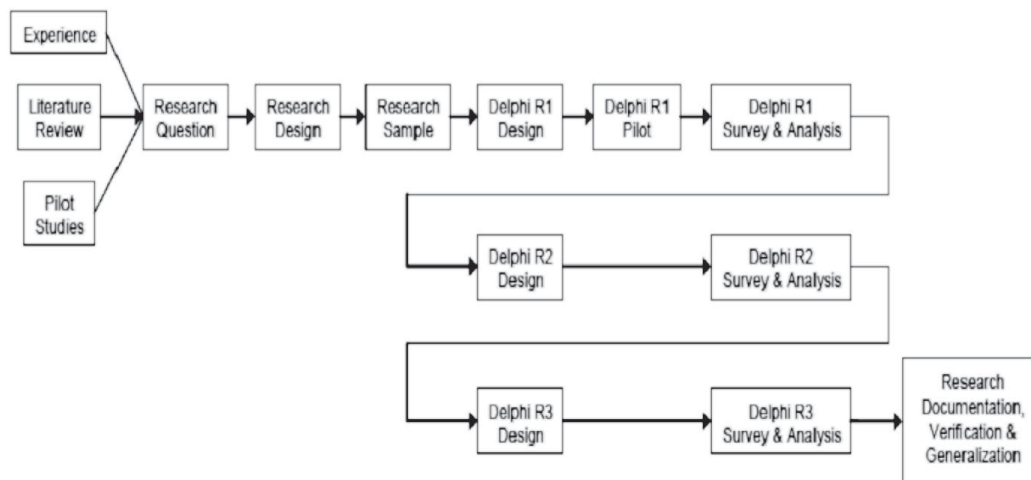 Experience
Literature
Review
Pilot
Studies
Research
Question
Research
Design
Research
Sample
Delphi R1
Design
Delphi R1
Pilot
Delphi R1
Survey & Analysis
Delphi R2
Design
Delphi R2
Survey & Analysis
Delphi R3
Design
Delphi R3
Survey & Analysis
Research
Documentation,
Verification &
Generalization